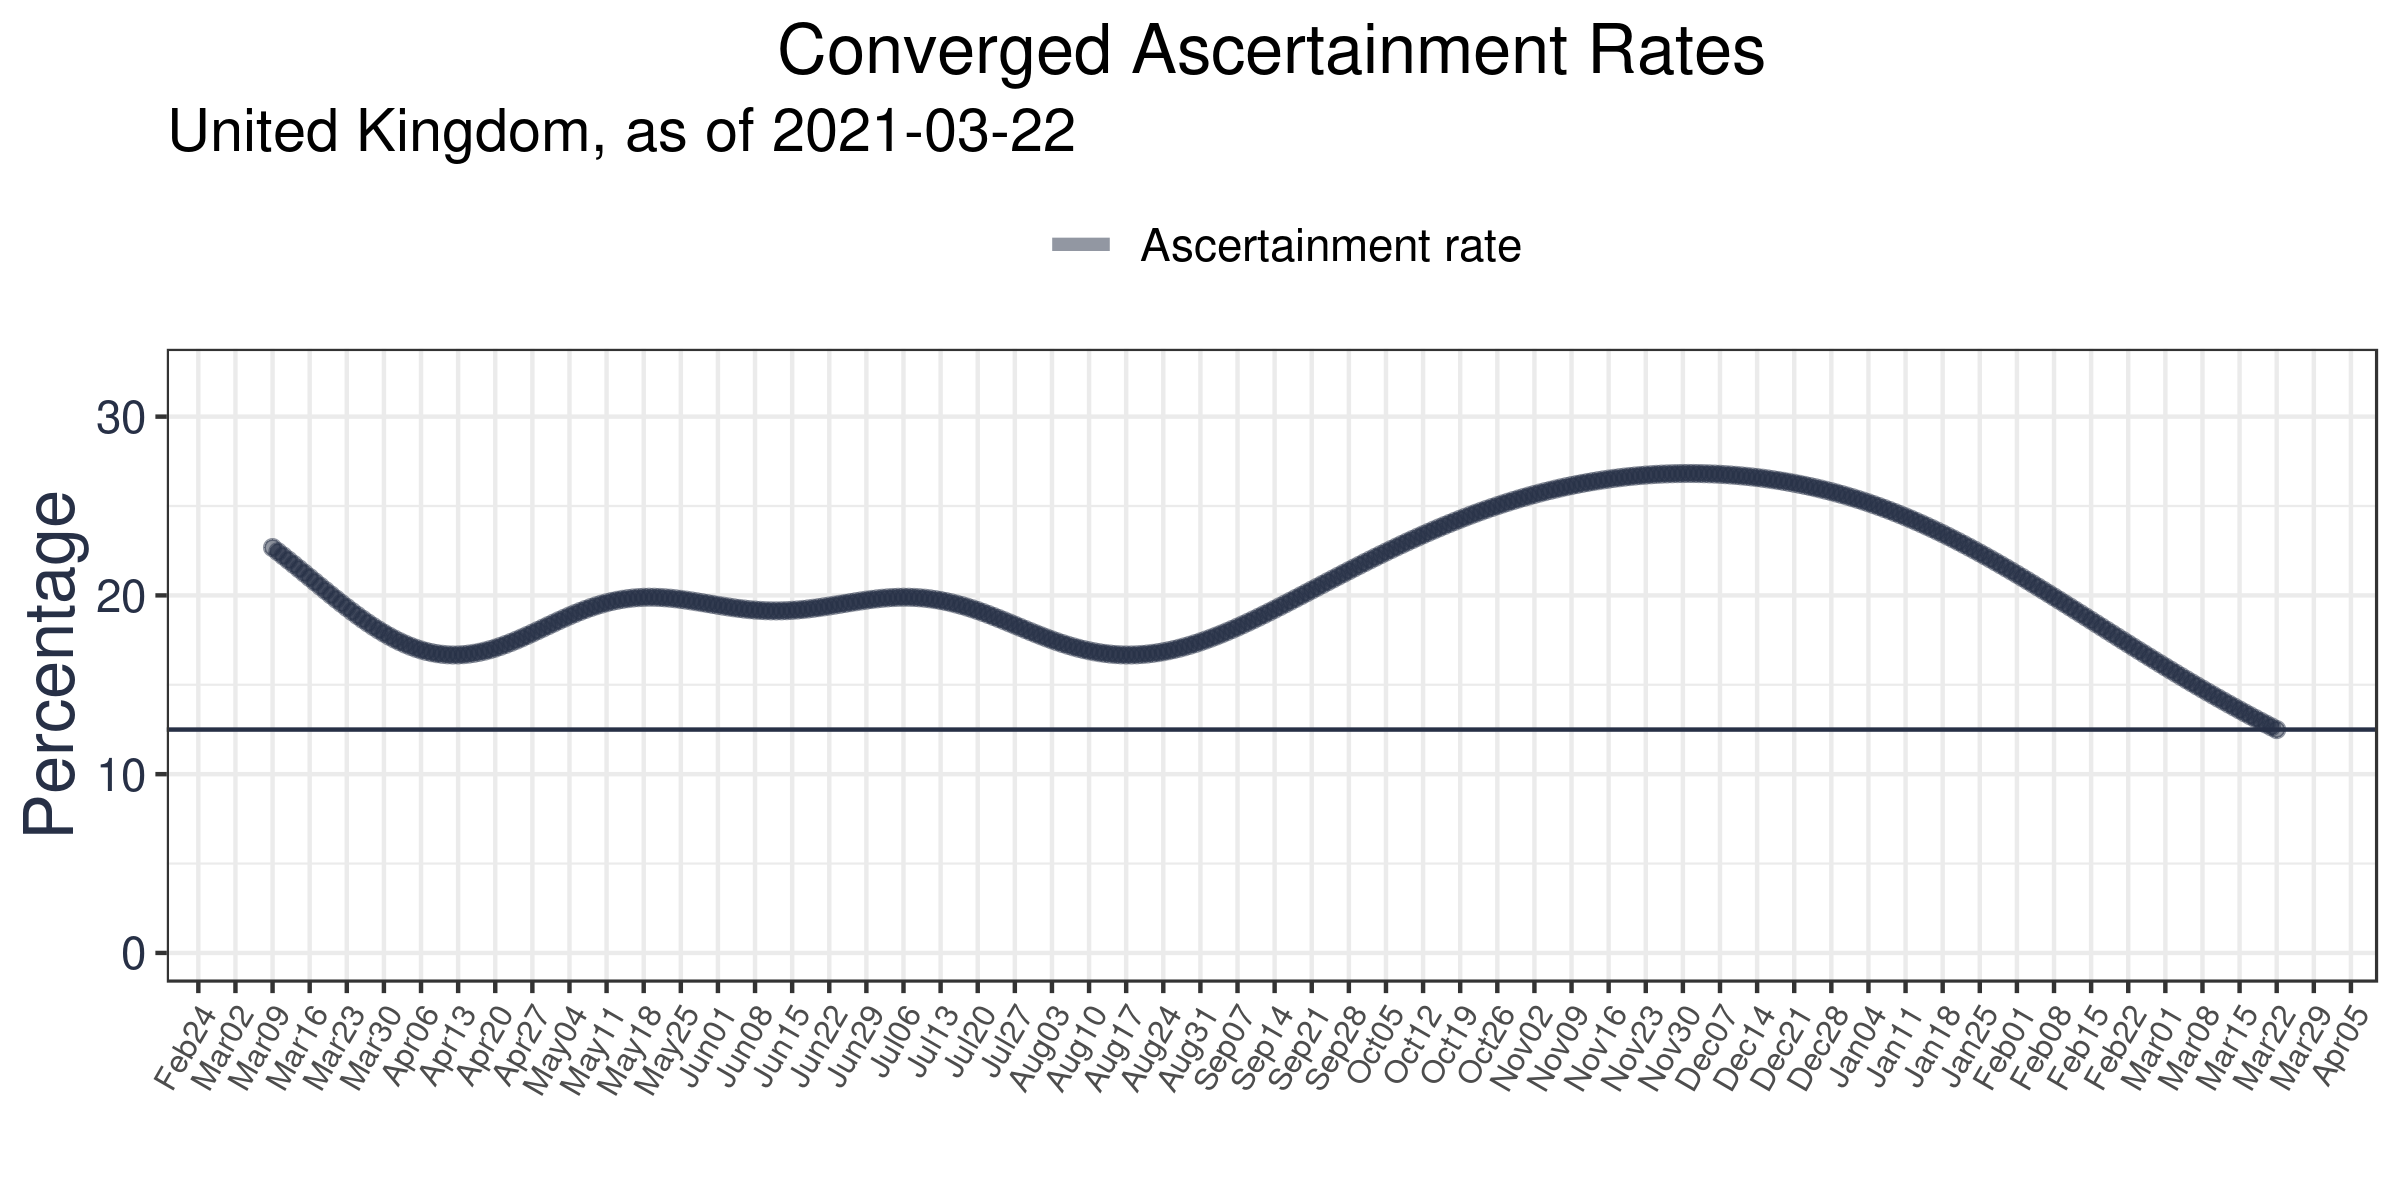 Converged Ascertainment Rates
United Kingdom, as of 2021-03-22
Ascertainment rate
Percentage
30
20
10
0
Feb24 Mar02 Mar09 Mar16 Mar23 Mar30 Apr06 Apr13 Apr20 Apr27 May04 May11 May18 May25 Jun01 Jun08 Jun15 Jun22 Jun29 Jul06 Jul13 Jul20 Jul27 Aug03 Aug10 Aug17 Aug24 Aug31 Sep07 Sep14 Sep21 Sep28 Oct05 Oct12 Oct19 Oct26 Nov02 Nov09 Nov16 Nov23 Nov30 Dec07 Dec14 Dec21 Dec28 Jan04 Jan11 Jan18 Jan25 Feb01 Feb08 Feb15 Feb22 Mar01 Mar08 Mar15 Mar22 Mar29 Apr05